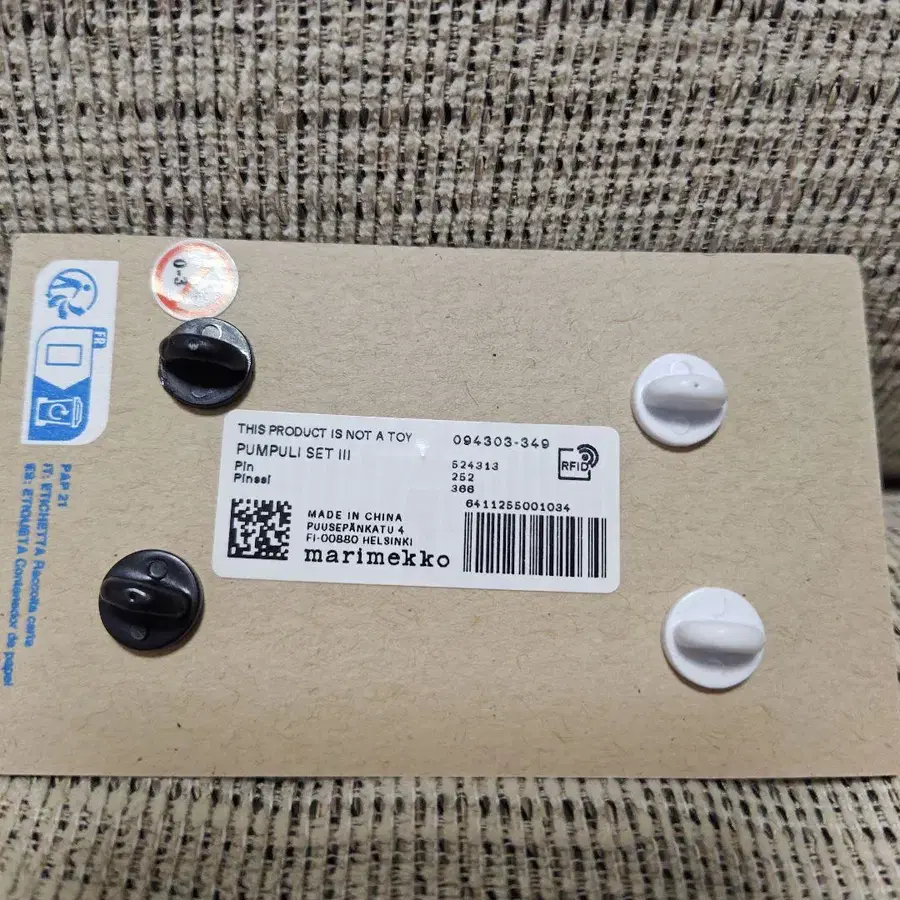 0-3
FR
THIS PRODUCT IS NOT A TOY
PUMPULI SET III
Pin
Pinssi
094303-349
524313
252
366
RFID
6411255001034
MADE IN CHINA
PUUSEPÄNKATU 4
FI-00880 HELSINKI
marimekko
PAP 21
IT: ETICHETTA Raccolta carta
ES: ETIQUETA Contenedor de papel